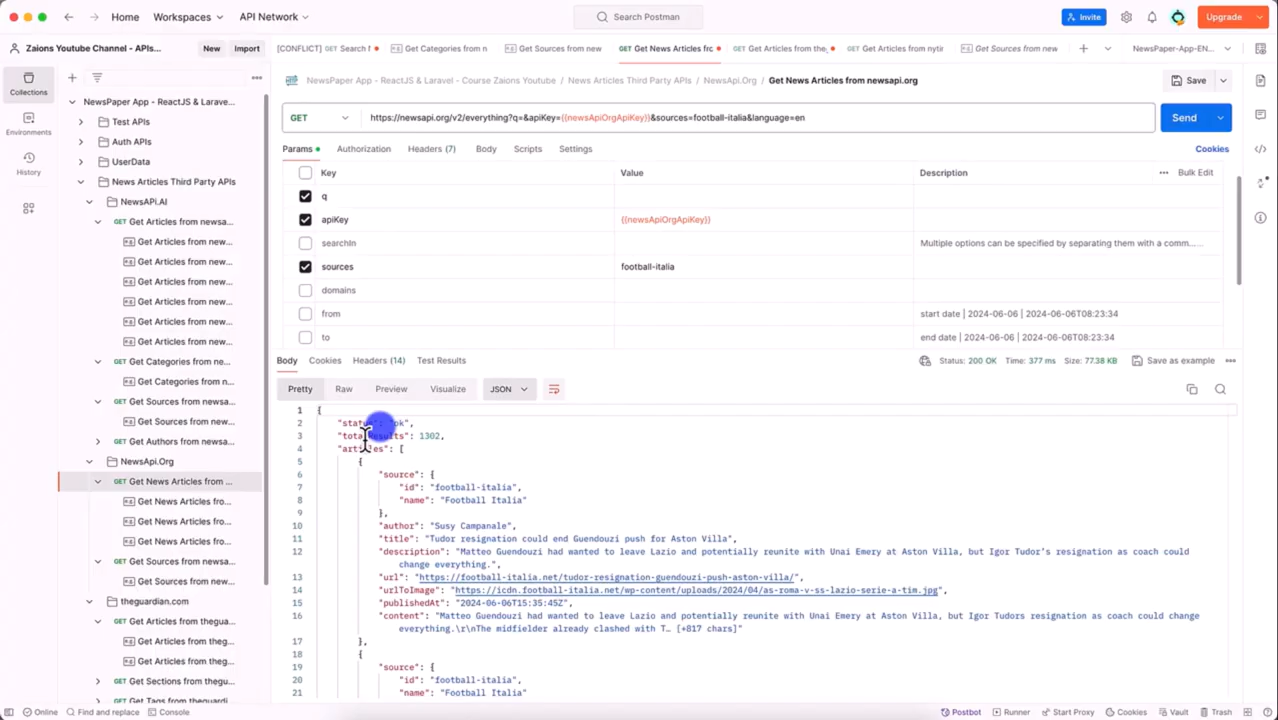 Home Workspaces API Network Search Postman Invite Upgrade
Zaions Youtube Channel - APIs... New Import [CONFLICT] GET Search f GET Get Categories from n GET Get Sources from new GET Get News Articles frc GET Get Articles from the GET Get Articles from nytir GET Get Sources from new NewsPaper-App-EN...
Collections
Environments
History
NewsPaper App - ReactJS & Larave...
Test APIs
Auth APIs
UserData
News Articles Third Party APIs
NewsAPi.AI
GET Get Articles from newsa...
Get Articles from new...
Get Articles from new...
Get Articles from new...
Get Articles from new...
Get Articles from new...
Get Articles from new...
GET Get Categories from ne...
Get Categories from n...
GET Get Sources from newsa...
Get Sources from new...
GET Get Authors from newsa...
NewsApi.Org
GET Get News Articles from ...
Get News Articles fro...
Get News Articles fro...
Get News Articles fro...
GET Get Sources from newsa...
Get Sources from new...
theguardian.com
GET Get Articles from thegua...
Get Articles from theg...
Get Articles from theg...
GET Get Sections from thegu...
GET Get Tags from theguardi...
NewsPaper App - ReactJS & Laravel - Course Zaions Youtube / News Articles Third Party APIs / NewsApi.Org / Get News Articles from newsapi.org Save
GET https://newsapi.org/v2/everything?q=&apiKey={{newsApiOrgApiKey}}&sources=football-italia&language=en Send
Params Authorization Headers (7) Body Scripts Settings Cookies
Key Value Description Bulk Edit
q
apiKey {{newsApiOrgApiKey}}
searchIn Multiple options can be specified by separating them with a comm...
sources football-italia
domains
from start date | 2024-06-06 | 2024-06-06T08:23:34
to end date | 2024-06-06 | 2024-06-06T08:23:34
Body Cookies Headers (14) Test Results Status: 200 OK Time: 377 ms Size: 77.38 KB Save as example
Pretty Raw Preview Visualize JSON
1 {
2 "status": "ok",
3 "totalResults": 1302,
4 "articles": [
5 {
6 "source": {
7 "id": "football-italia",
8 "name": "Football Italia"
9 },
10 "author": "Susy Campanale",
11 "title": "Tudor resignation could end Guendouzi push for Aston Villa",
12 "description": "Matteo Guendouzi had wanted to leave Lazio and potentially reunite with Unai Emery at Aston Villa, but Igor Tudor's resignation as coach could
change everything.",
13 "url": "https://football-italia.net/tudor-resignation-guendouzi-push-aston-villa/",
14 "urlToImage": "https://icdn.football-italia.net/wp-content/uploads/2024/04/as-roma-v-ss-lazio-serie-a-tim.jpg",
15 "publishedAt": "2024-06-06T15:35:45Z",
16 "content": "Matteo Guendouzi had wanted to leave Lazio and potentially reunite with Unai Emery at Aston Villa, but Igor Tudors resignation as coach could change
everything.\r\nThe midfielder already clashed with T… [+817 chars]"
17 },
18 {
19 "source": {
20 "id": "football-italia",
21 "name": "Football Italia"
Online Find and replace Console Postbot Runner Start Proxy Cookies Vault Trash